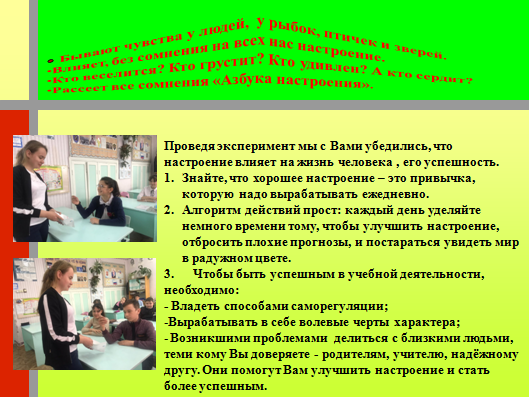 • Бывают чувства у людей, у рыбок, птичек и зверей.
-Влияет, без сомнения на всех нас настроение.
-Кто веселится? Кто грустит? Кто удивлен? А кто сердит?
-Рассеет все сомнения «Азбука настроения».
Проведя эксперимент мы с Вами убедились, что
настроение влияет на жизнь человека , его успешность.
1. Знайте, что хорошее настроение – это привычка,
которую надо вырабатывать ежедневно.
2. Алгоритм действий прост: каждый день уделяйте
немного времени тому, чтобы улучшить настроение,
отбросить плохие прогнозы, и постараться увидеть мир
в радужном цвете.
3. Чтобы быть успешным в учебной деятельности,
необходимо:
- Владеть способами саморегуляции;
-Вырабатывать в себе волевые черты характера;
- Возникшими проблемами делиться с близкими людьми,
теми кому Вы доверяете - родителям, учителю, надёжному
другу. Они помогут Вам улучшить настроение и стать
более успешным.